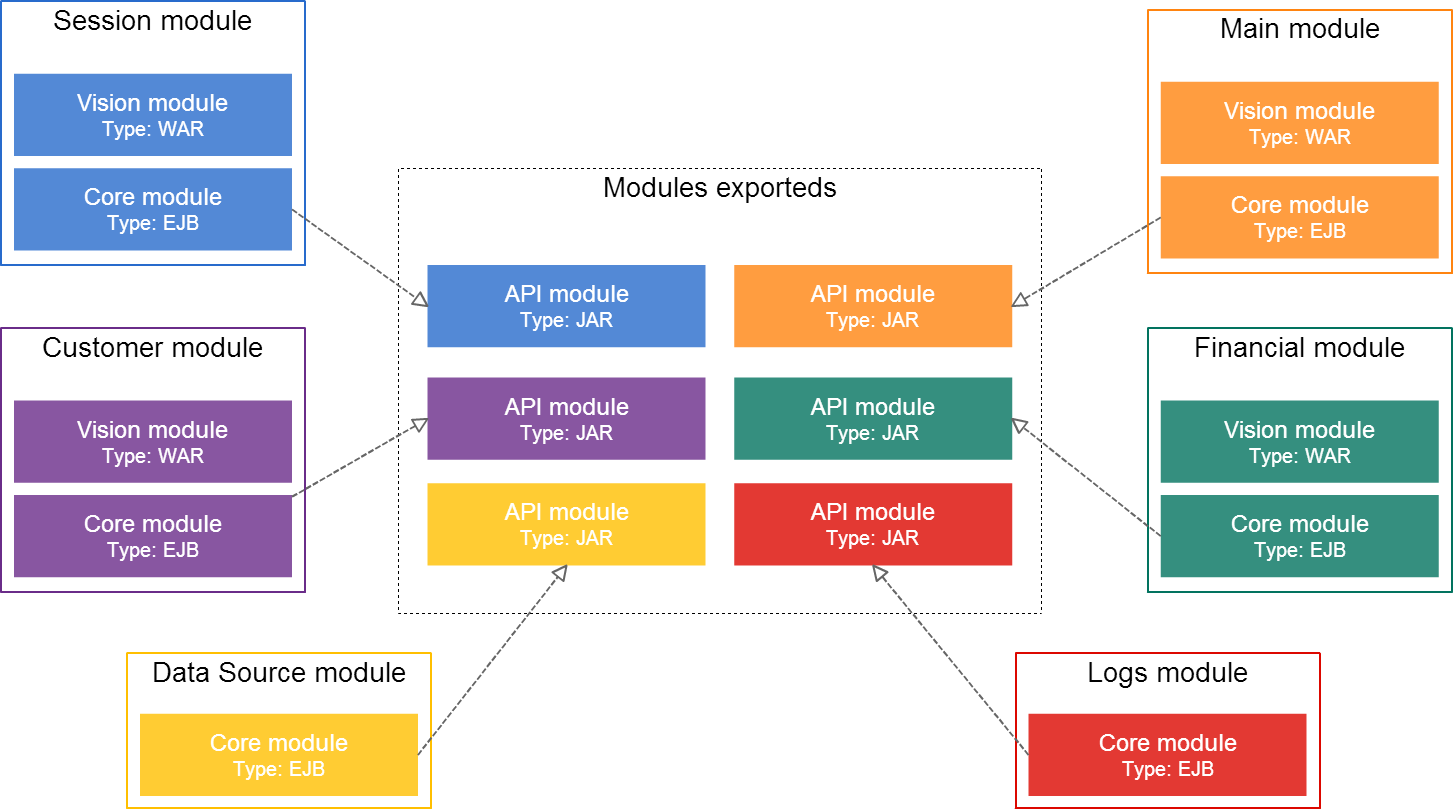 Session module
Vision module
Type: WAR
Core module
Type: EJB
Main module
Vision module
Type: WAR
Core module
Type: EJB
Modules exporteds
API module
Type: JAR
API module
Type: JAR
API module
Type: JAR
API module
Type: JAR
API module
Type: JAR
API module
Type: JAR
Customer module
Vision module
Type: WAR
Core module
Type: EJB
Financial module
Vision module
Type: WAR
Core module
Type: EJB
Data Source module
Core module
Type: EJB
Logs module
Core module
Type: EJB